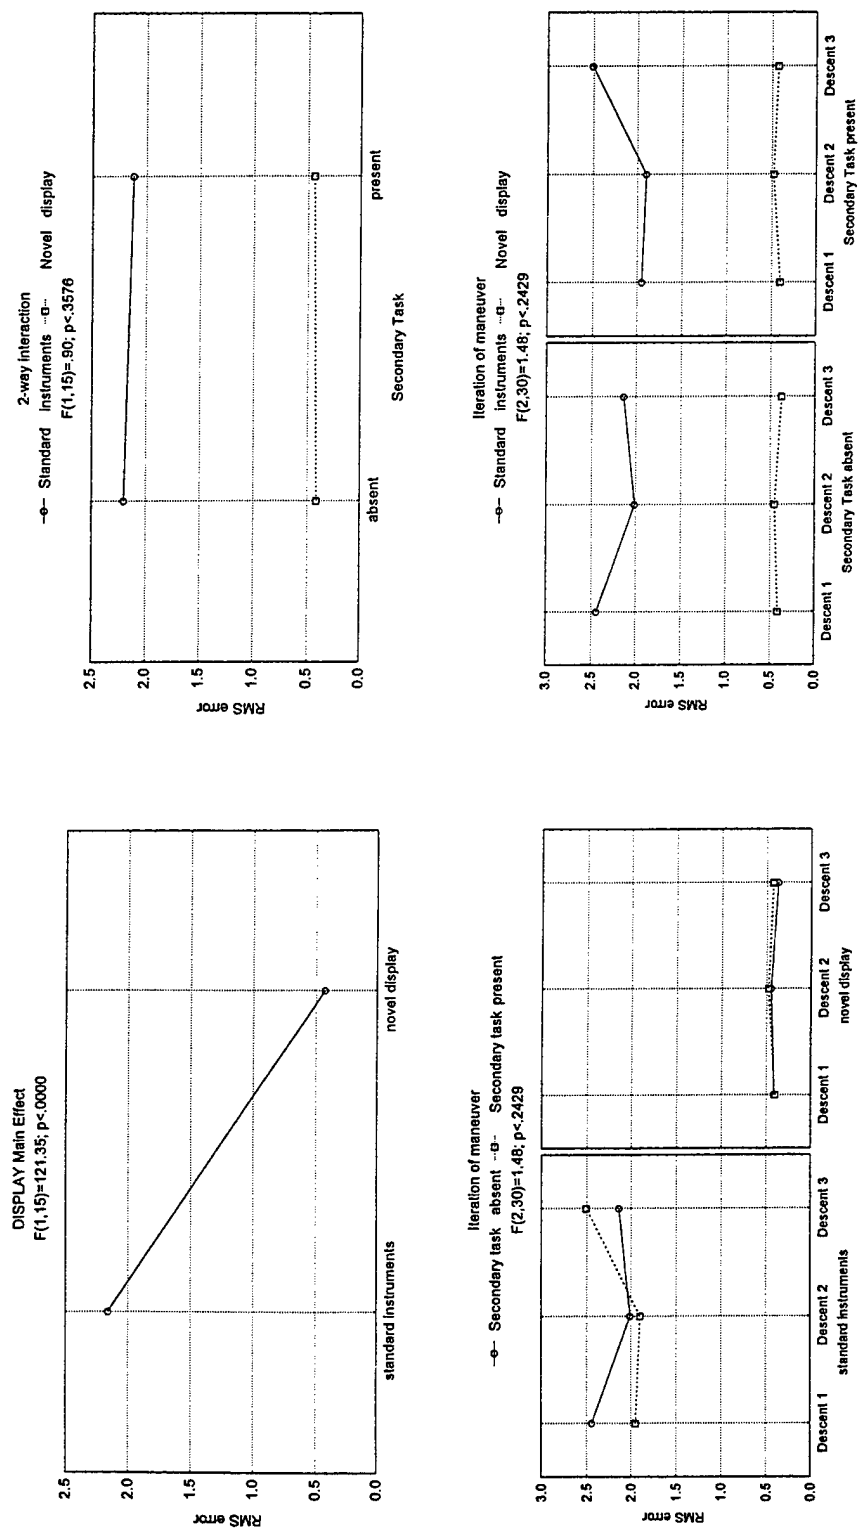 DISPLAY Main Effect
F(1,15)=121.35; p<.0000
2.5
2.0
1.5
1.0
0.5
0.0
RMS error
standard instruments
novel display
2-way interaction
Standard instruments Novel display
F(1,15)=.90; p<.3576
2.5
2.0
1.5
1.0
0.5
0.0
RMS error
absent
present
Secondary Task
Iteration of maneuver
Secondary task absent Secondary task present
F(2,30)=1.48; p<.2429
3.0
2.5
2.0
1.5
1.0
0.5
0.0
RMS error
Descent 1 Descent 2 Descent 3
standard instruments
Descent 1 Descent 2 Descent 3
novel display
Iteration of maneuver
Standard instruments Novel display
F(2,30)=1.48; p<.2429
3.0
2.5
2.0
1.5
1.0
0.5
0.0
RMS error
Descent 1 Descent 2 Descent 3
Secondary Task absent
Descent 1 Descent 2 Descent 3
Secondary Task present